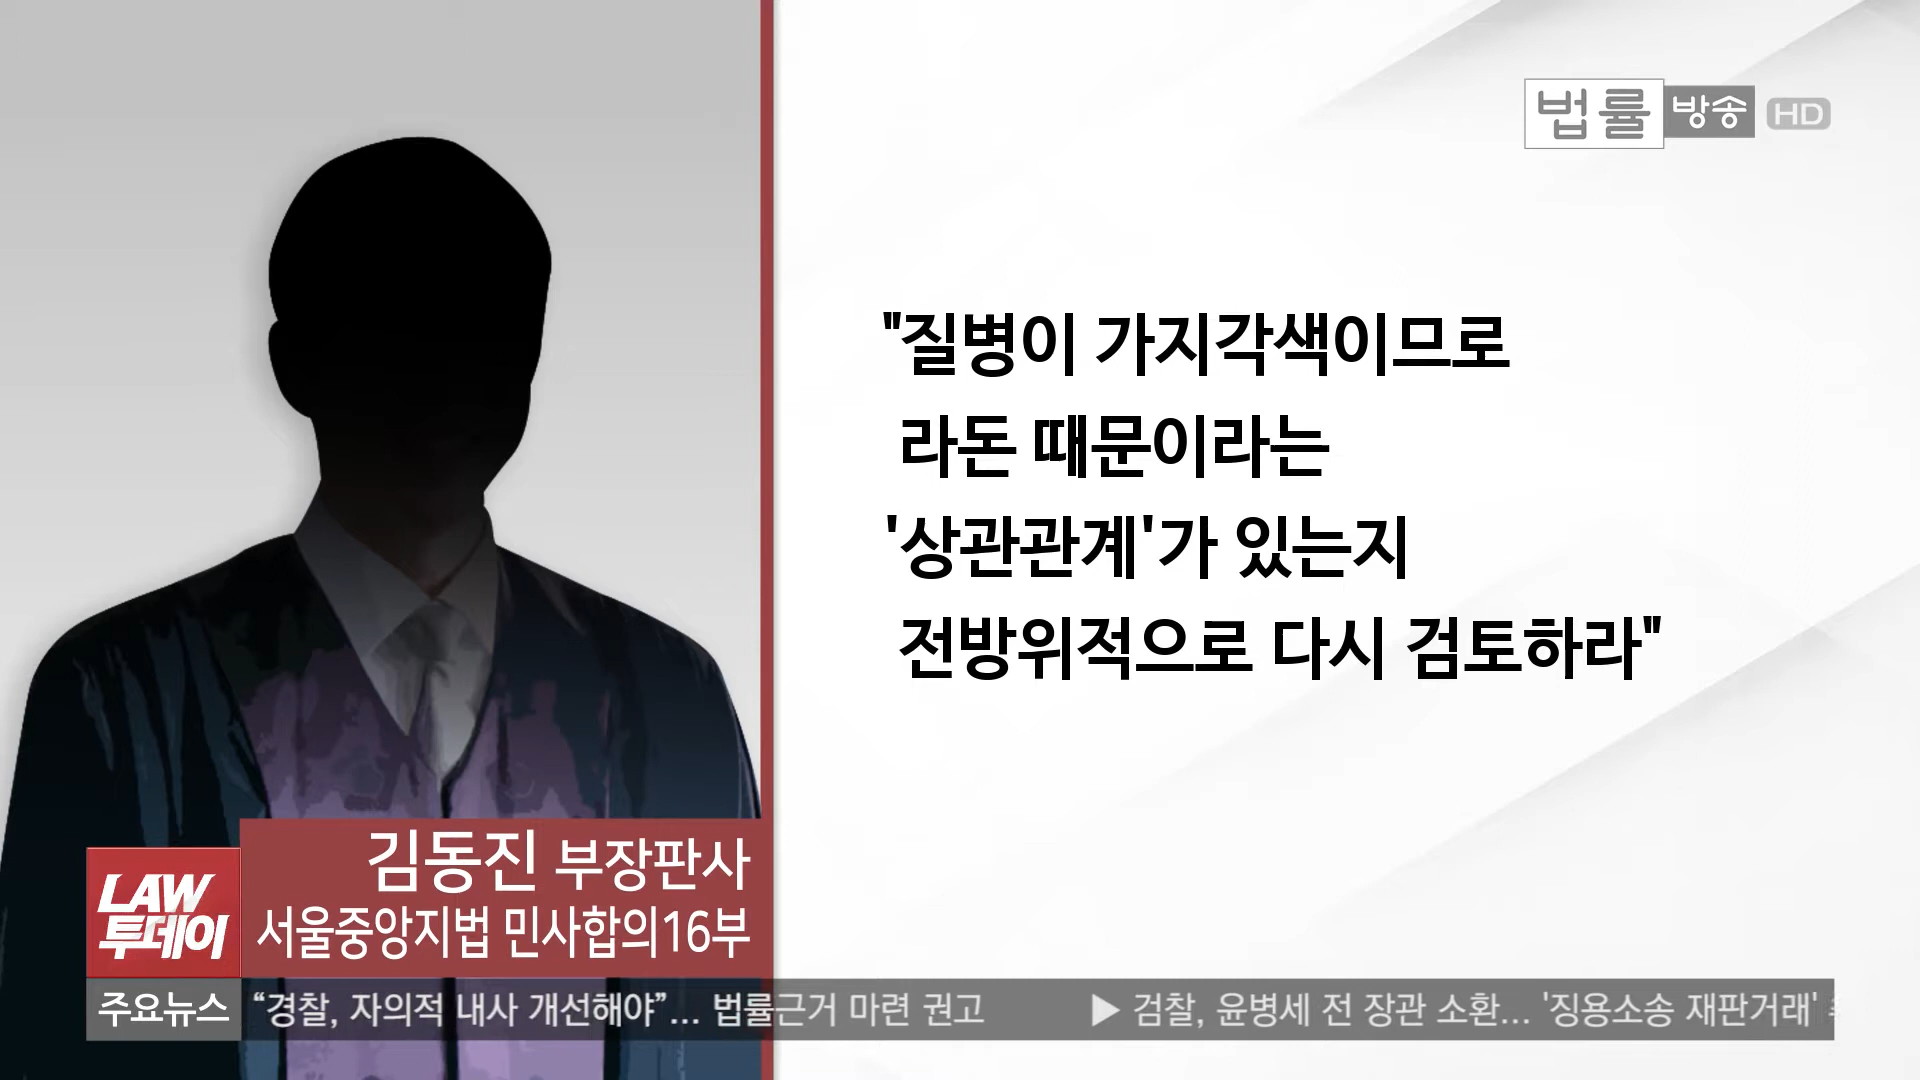 법률방송 HD
"질병이 가지각색이므로
라돈 때문이라는
'상관관계'가 있는지
전방위적으로 다시 검토하라"
김동진 부장판사
서울중앙지법 민사합의16부
LAW
투데이
주요뉴스 “경찰, 자의적 내사 개선해야”... 법률근거 마련 권고 ▶ 검찰, 윤병세 전 장관 소환... '징용소송 재판거래'